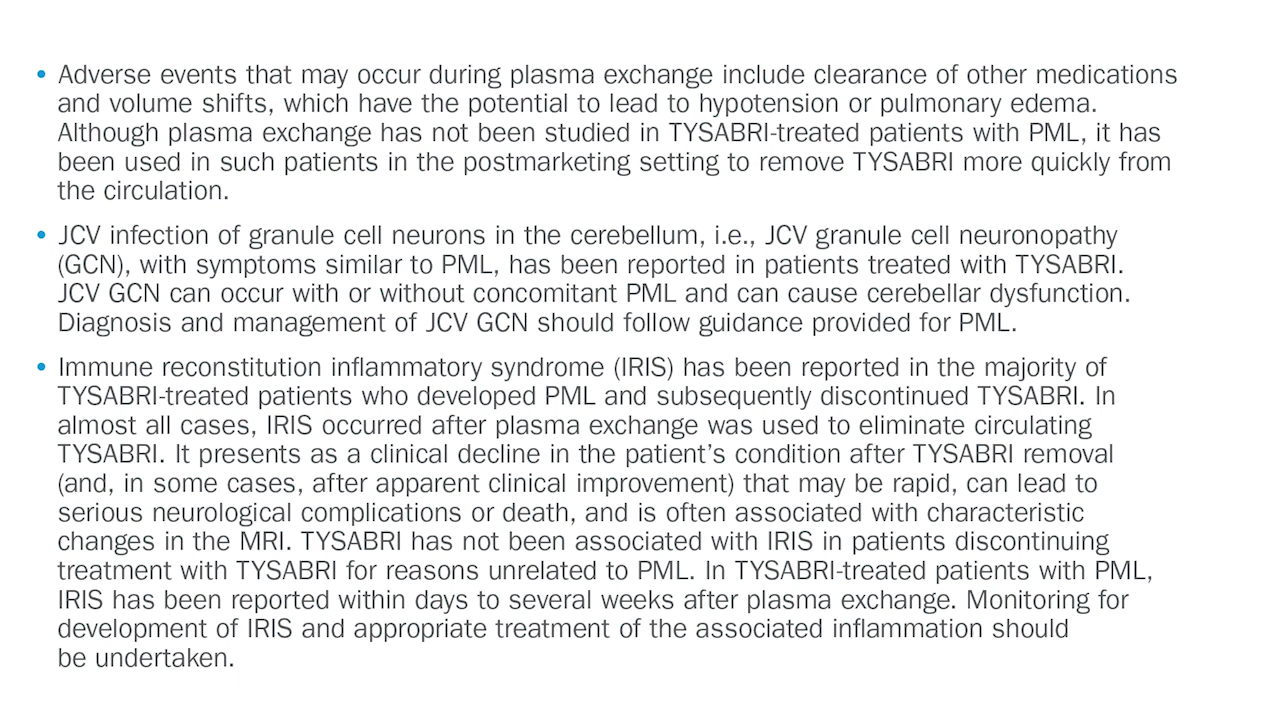 • Adverse events that may occur during plasma exchange include clearance of other medications
and volume shifts, which have the potential to lead to hypotension or pulmonary edema.
Although plasma exchange has not been studied in TYSABRI-treated patients with PML, it has
been used in such patients in the postmarketing setting to remove TYSABRI more quickly from
the circulation.
• JCV infection of granule cell neurons in the cerebellum, i.e., JCV granule cell neuronopathy
(GCN), with symptoms similar to PML, has been reported in patients treated with TYSABRI.
JCV GCN can occur with or without concomitant PML and can cause cerebellar dysfunction.
Diagnosis and management of JCV GCN should follow guidance provided for PML.
• Immune reconstitution inflammatory syndrome (IRIS) has been reported in the majority of
TYSABRI-treated patients who developed PML and subsequently discontinued TYSABRI. In
almost all cases, IRIS occurred after plasma exchange was used to eliminate circulating
TYSABRI. It presents as a clinical decline in the patient’s condition after TYSABRI removal
(and, in some cases, after apparent clinical improvement) that may be rapid, can lead to
serious neurological complications or death, and is often associated with characteristic
changes in the MRI. TYSABRI has not been associated with IRIS in patients discontinuing
treatment with TYSABRI for reasons unrelated to PML. In TYSABRI-treated patients with PML,
IRIS has been reported within days to several weeks after plasma exchange. Monitoring for
development of IRIS and appropriate treatment of the associated inflammation should
be undertaken.